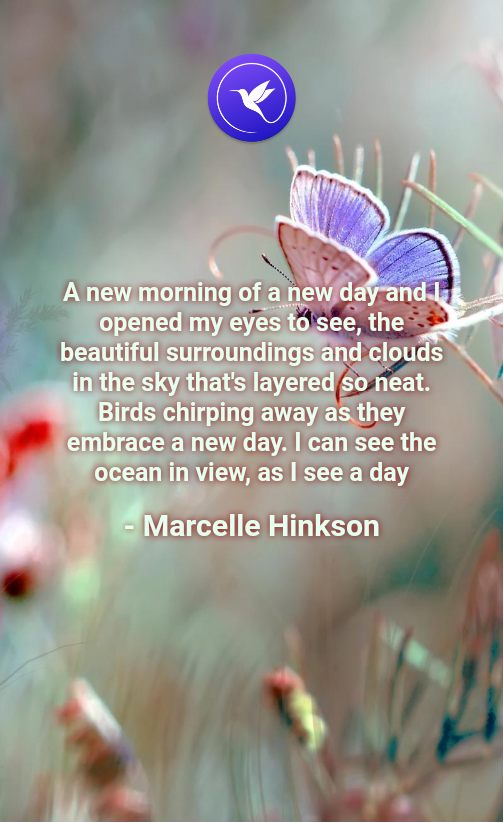 A new morning of a new day and I
opened my eyes to see, the
beautiful surroundings and clouds
in the sky that's layered so neat.
Birds chirping away as they
embrace a new day. I can see the
ocean in view, as I see a day
- Marcelle Hinkson